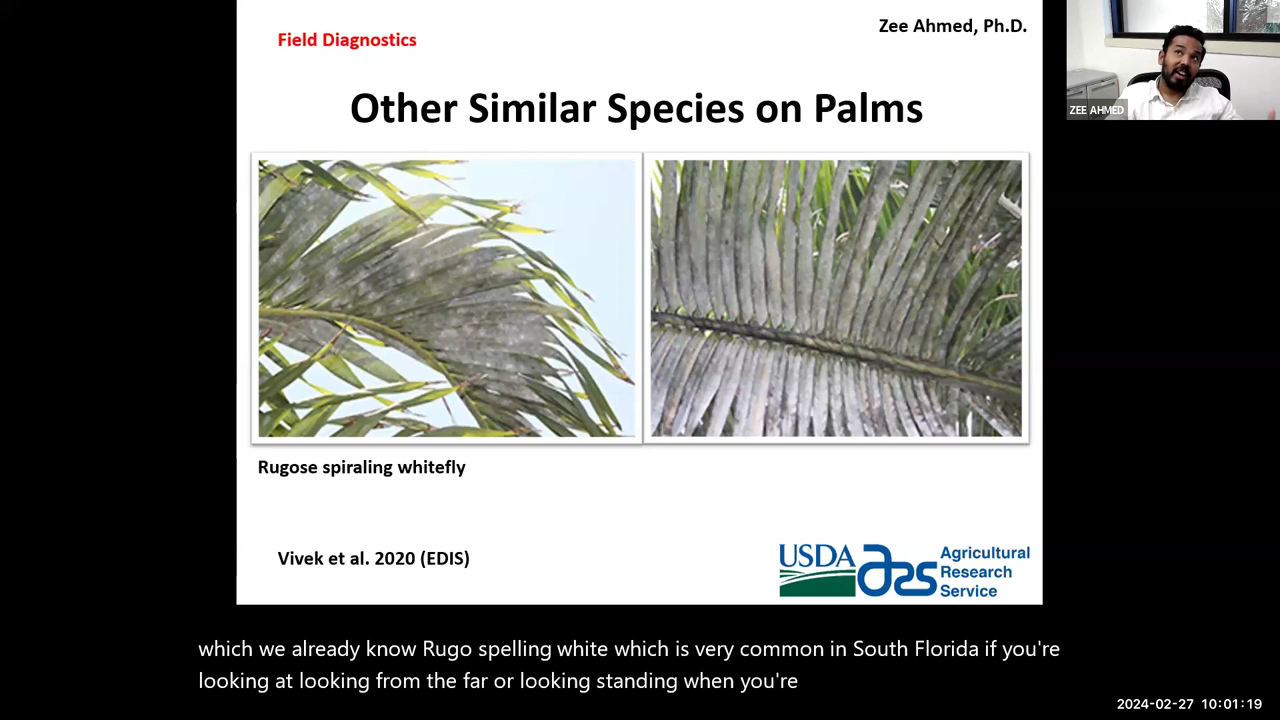 Field Diagnostics
Zee Ahmed, Ph.D.
Other Similar Species on Palms
ZEE AHMED
Rugose spiraling whitefly
Vivek et al. 2020 (EDIS)
USDA
ars
Agricultural
Research
Service
which we already know Rugo spelling white which is very common in South Florida if you're
looking at looking from the far or looking standing when you're
2024-02-27 10:01:19